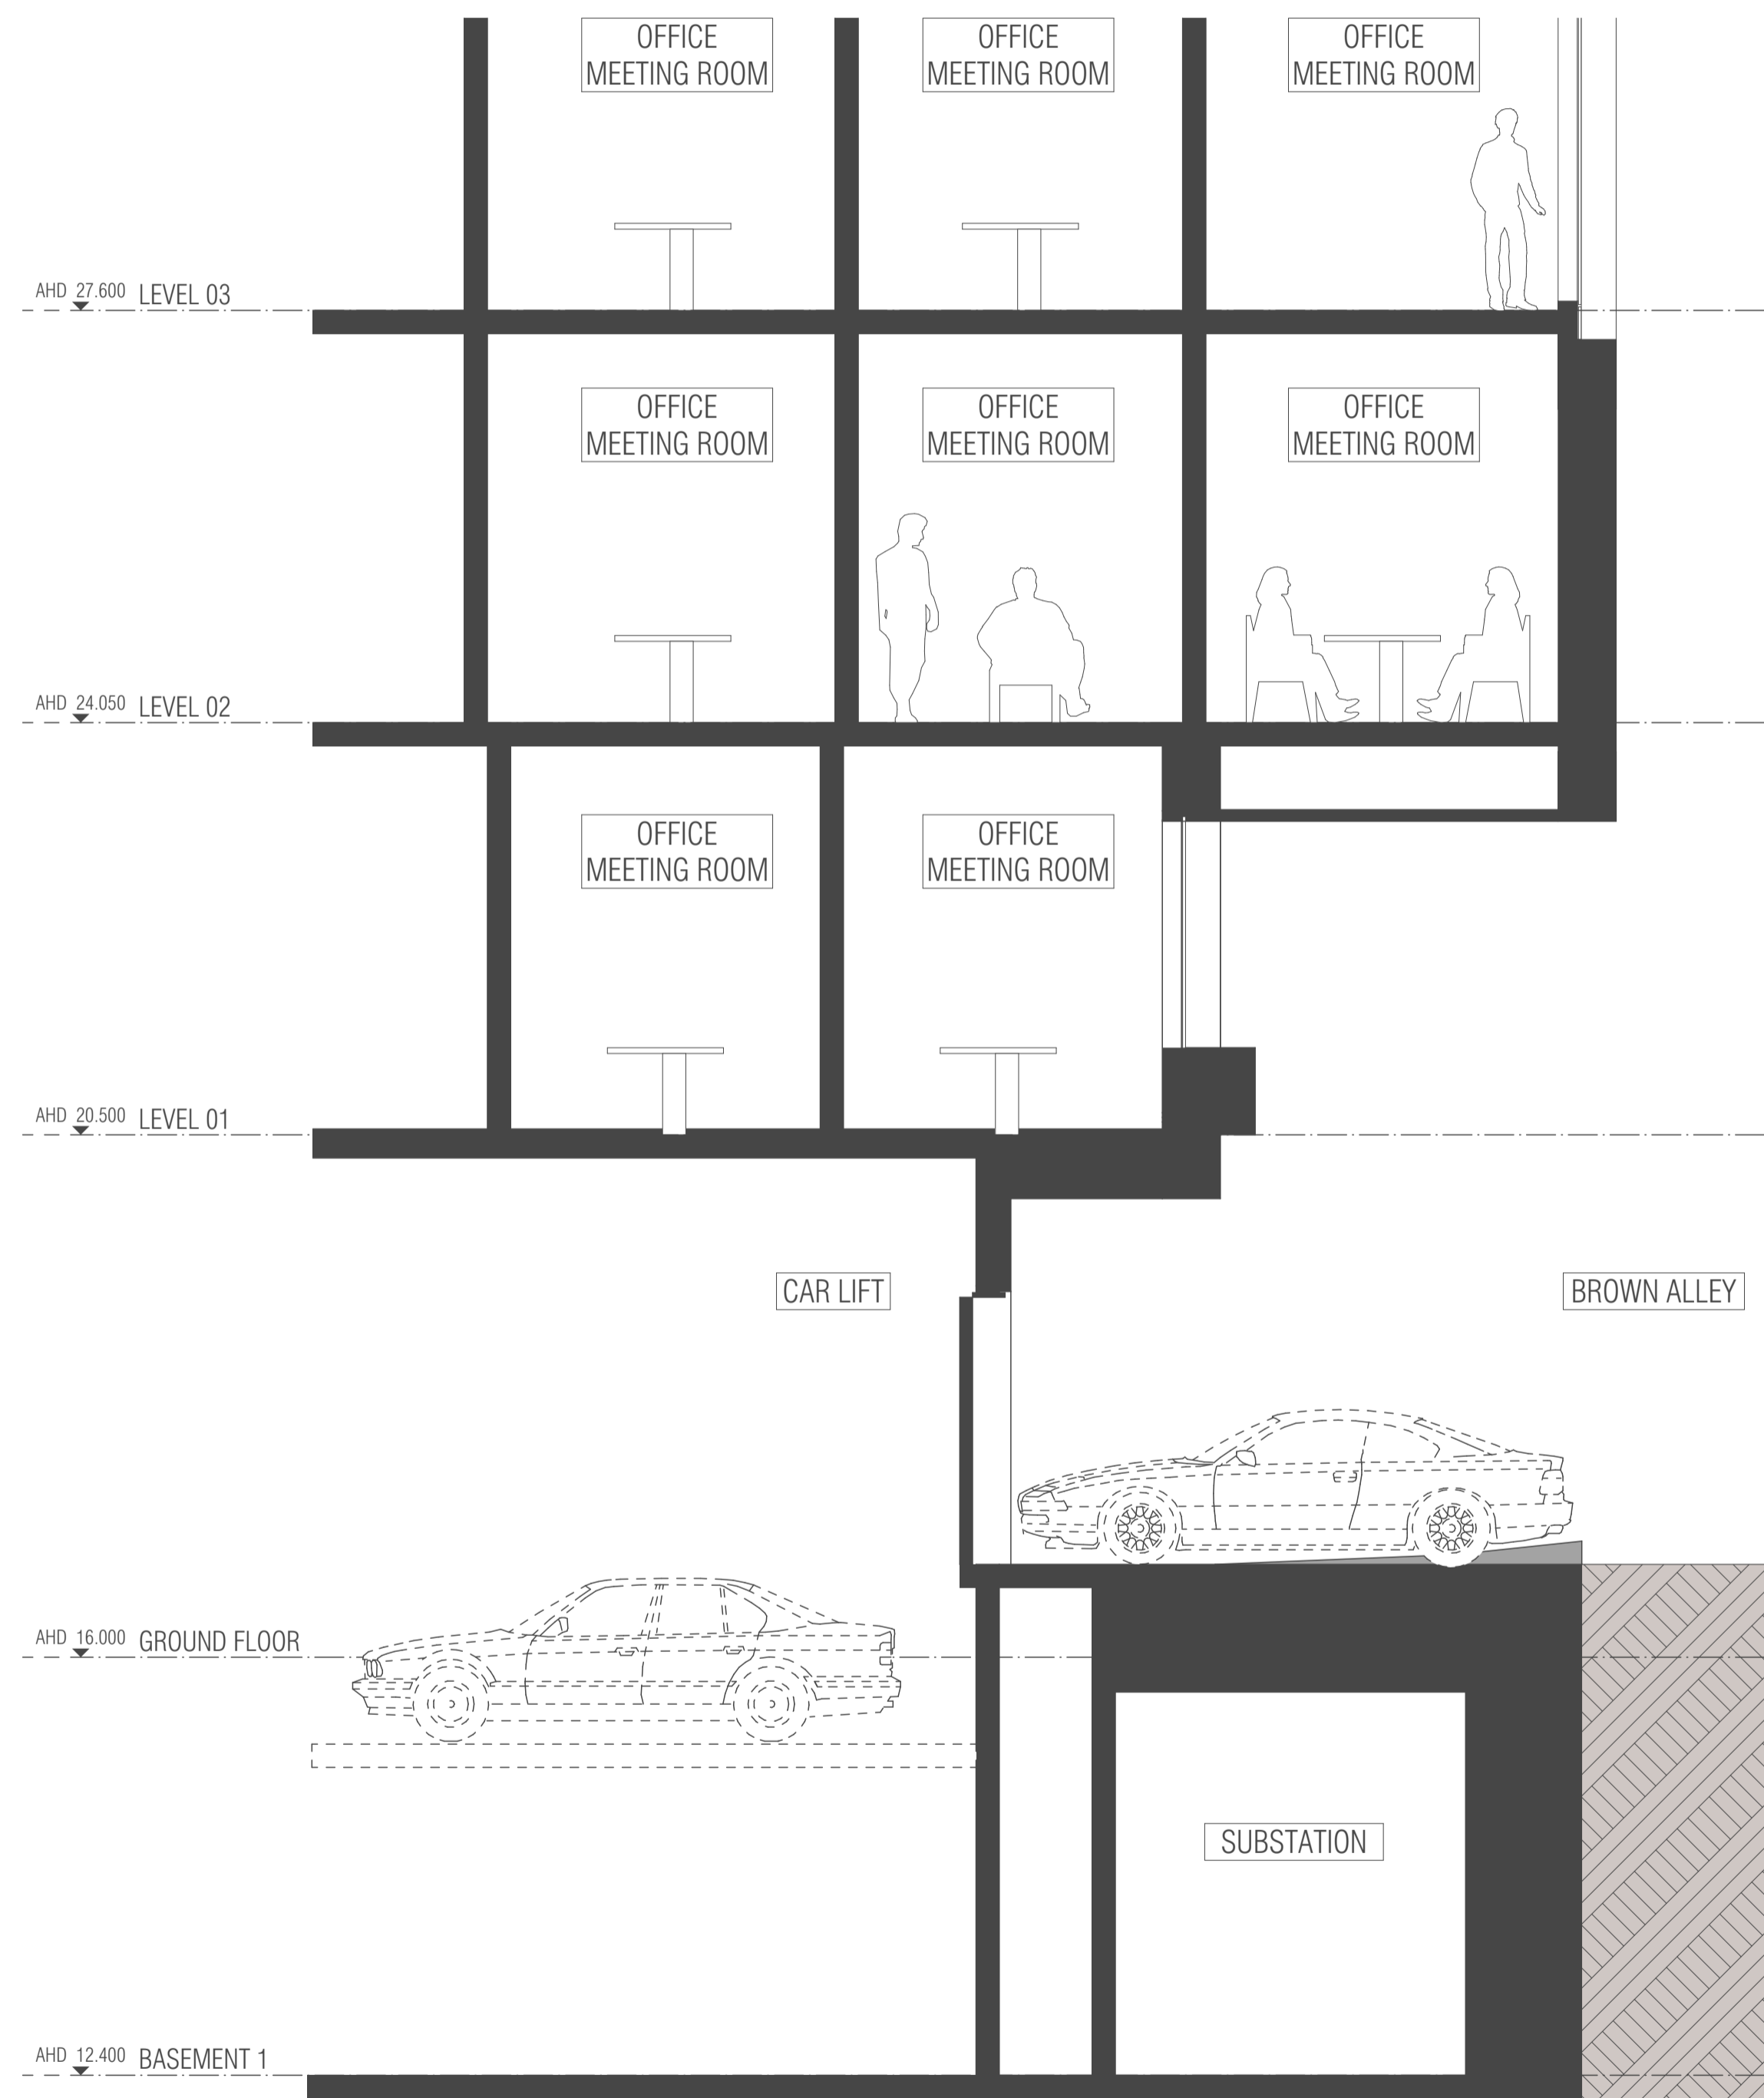 OFFICE
MEETING ROOM
OFFICE
MEETING ROOM
OFFICE
MEETING ROOM
AHD 27.600 LEVEL 03
OFFICE
MEETING ROOM
OFFICE
MEETING ROOM
OFFICE
MEETING ROOM
AHD 24.050 LEVEL 02
OFFICE
MEETING ROOM
OFFICE
MEETING ROOM
AHD 20.500 LEVEL 01
CAR LIFT
BROWN ALLEY
AHD 16.000 GROUND FLOOR
SUBSTATION
AHD 12.400 BASEMENT 1